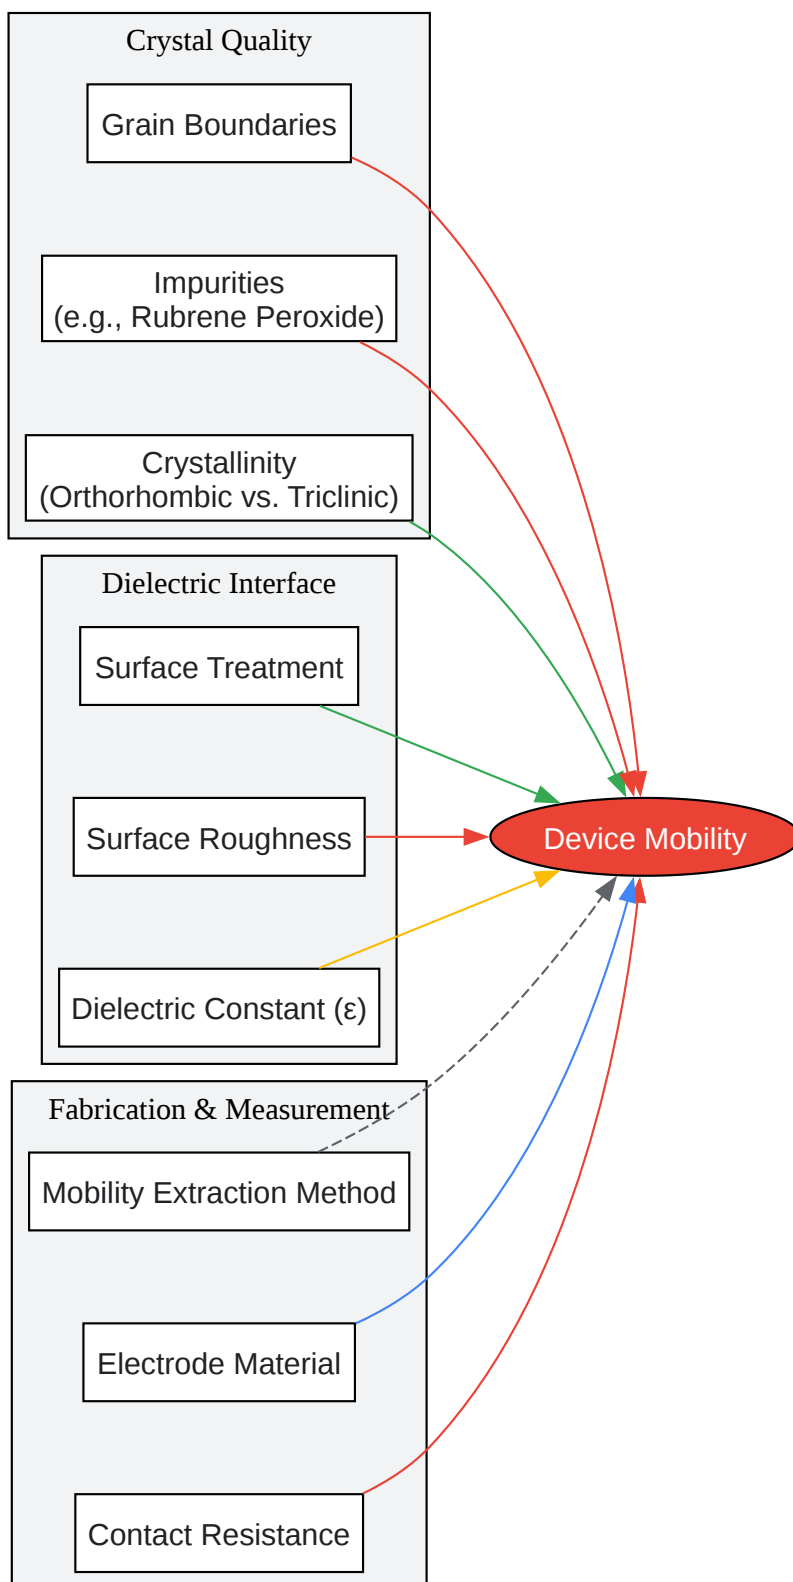 Crystal Quality
Grain Boundaries
Impurities
(e.g., Rubrene Peroxide)
Crystallinity
(Orthorhombic vs. Triclinic)
Dielectric Interface
Surface Treatment
Surface Roughness
Device Mobility
Dielectric Constant (ε)
Fabrication & Measurement
Mobility Extraction Method
Electrode Material
Contact Resistance